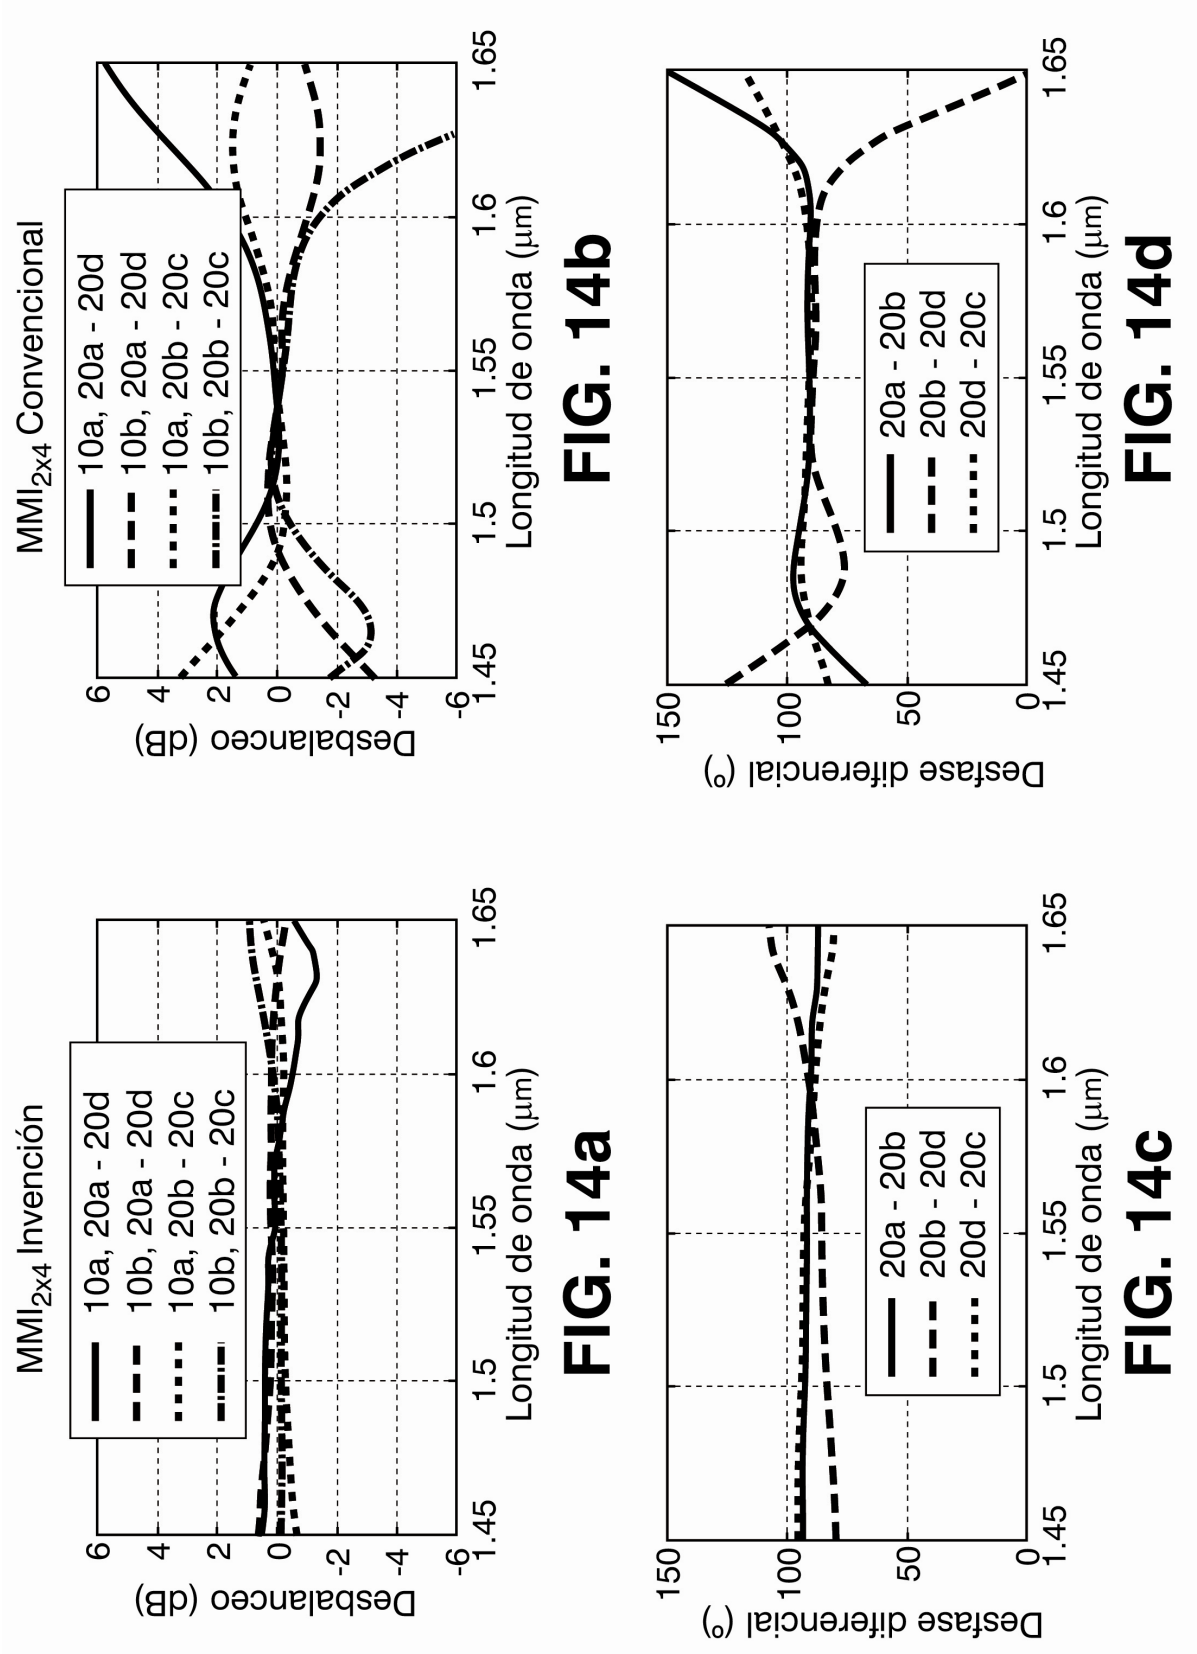 MMI2x4 Invención
Desbalanceo (dB)
6
4
2
0
-2
-4
-6
10a, 20a - 20d
10b, 20a - 20d
10a, 20b - 20c
10b, 20b - 20c
1.45
1.5
1.55
1.6
1.65
Longitud de onda (µm)
FIG. 14a
MMI2x4 Convencional
Desbalanceo (dB)
6
4
2
0
-2
-4
-6
10a, 20a - 20d
10b, 20a - 20d
10a, 20b - 20c
10b, 20b - 20c
1.45
1.5
1.55
1.6
1.65
Longitud de onda (µm)
FIG. 14b
Desfase diferencial (º)
150
100
50
0
20a - 20b
20b - 20d
20d - 20c
1.45
1.5
1.55
1.6
1.65
Longitud de onda (µm)
FIG. 14c
Desfase diferencial (º)
150
100
50
0
20a - 20b
20b - 20d
20d - 20c
1.45
1.5
1.55
1.6
1.65
Longitud de onda (µm)
FIG. 14d